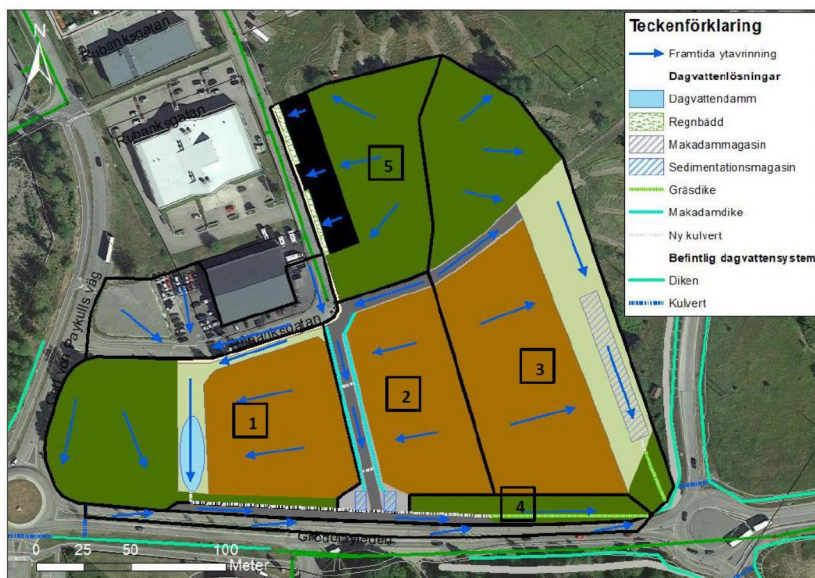 Teckenförklaring
Framtida ytavrinning
Dagvattenlösningar
Dagvattendamm
Regnbädd
Makadammagasin
Sedimentationsmagasin
Gräsdike
Makadamdike
Ny kulvert
Befintlig dagvattensystem
Diken
Kulvert
N
Rubanksgatan
Rubanksgatan
Rubanksgatan
Carl von Paykulls väg
5
3
2
1
4
0 25 50 100
Meter